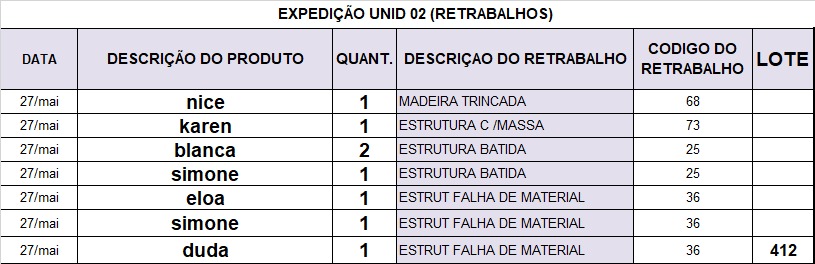 EXPEDIÇÃO UNID 02 (RETRABALHOS)
DATA DESCRIÇÃO DO PRODUTO QUANT. DESCRIÇAO DO RETRABALHO CODIGO DO RETRABALHO LOTE
27/mai nice 1 MADEIRA TRINCADA 68
27/mai karen 1 ESTRUTURA C /MASSA 73
27/mai blanca 2 ESTRUTURA BATIDA 25
27/mai simone 1 ESTRUTURA BATIDA 25
27/mai eloa 1 ESTRUT FALHA DE MATERIAL 36
27/mai simone 1 ESTRUT FALHA DE MATERIAL 36
27/mai duda 1 ESTRUT FALHA DE MATERIAL 36 412